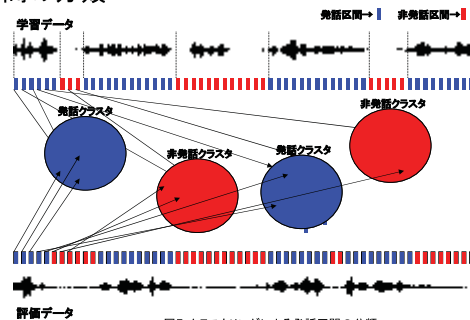 発話区間→ 非発話区間→
学習データ
非発話クラスタ
発話クラスタ
非発話クラスタ
発話クラスタ
評価データ